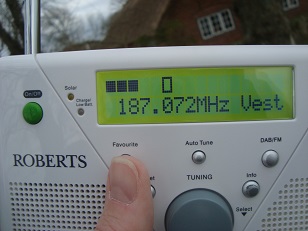 On/Off
Solar
Charge/
Low Batt.
187.072MHz Vest
Favourite
Auto Tune
DAB/FM
ROBERTS
TUNING
Info
Select